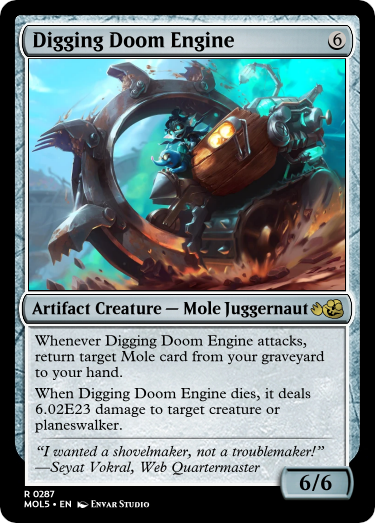 Digging Doom Engine 6
Artifact Creature — Mole Juggernaut
Whenever Digging Doom Engine attacks,
return target Mole card from your graveyard
to your hand.
When Digging Doom Engine dies, it deals
6.02E23 damage to target creature or
planeswalker.
“I wanted a shovelmaker, not a troublemaker!”
—Seyat Vokral, Web Quartermaster
6/6
R 0287
MOL5 • EN Envar Studio